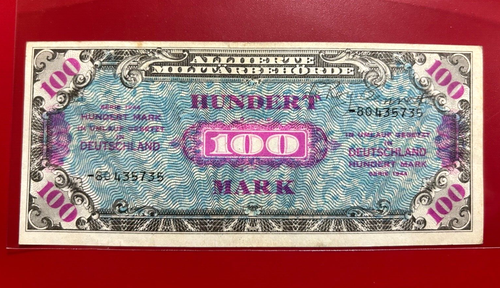 ALLIIERTE
MILITÄRBEHÖRDE
100
100
SERIE 1944
HUNDERT MARK
IN UMLAUF GESETZT
IN
DEUTSCHLAND
-80435735
HUNDERT
100
MARK
-80435735
IN UMLAUF GESETZT
IN
DEUTSCHLAND
HUNDERT MARK
SERIE 1944
100
100